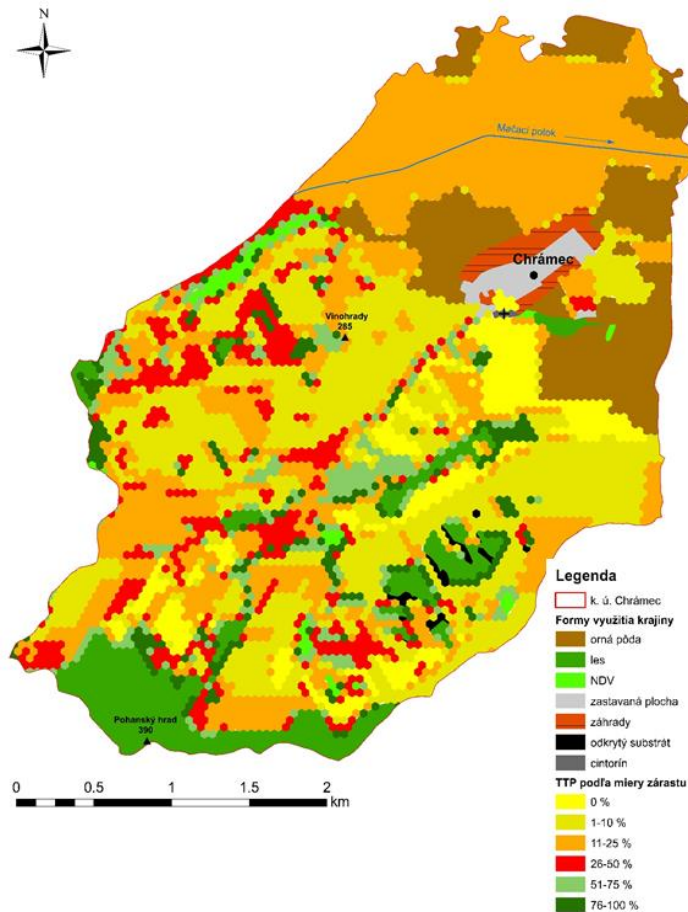 N
Mačací potok
Chrámec
Vinohrady
285
Pohanský hrad
390
0 0.5 1 2
km
Legenda
k. ú. Chrámec
Formy využitia krajiny
orná pôda
les
NDV
zastavaná plocha
záhrady
odkrytý substrát
cintorín
TTP podľa miery zárastu
0 %
1-10 %
11-25 %
26-50 %
51-75 %
76-100 %